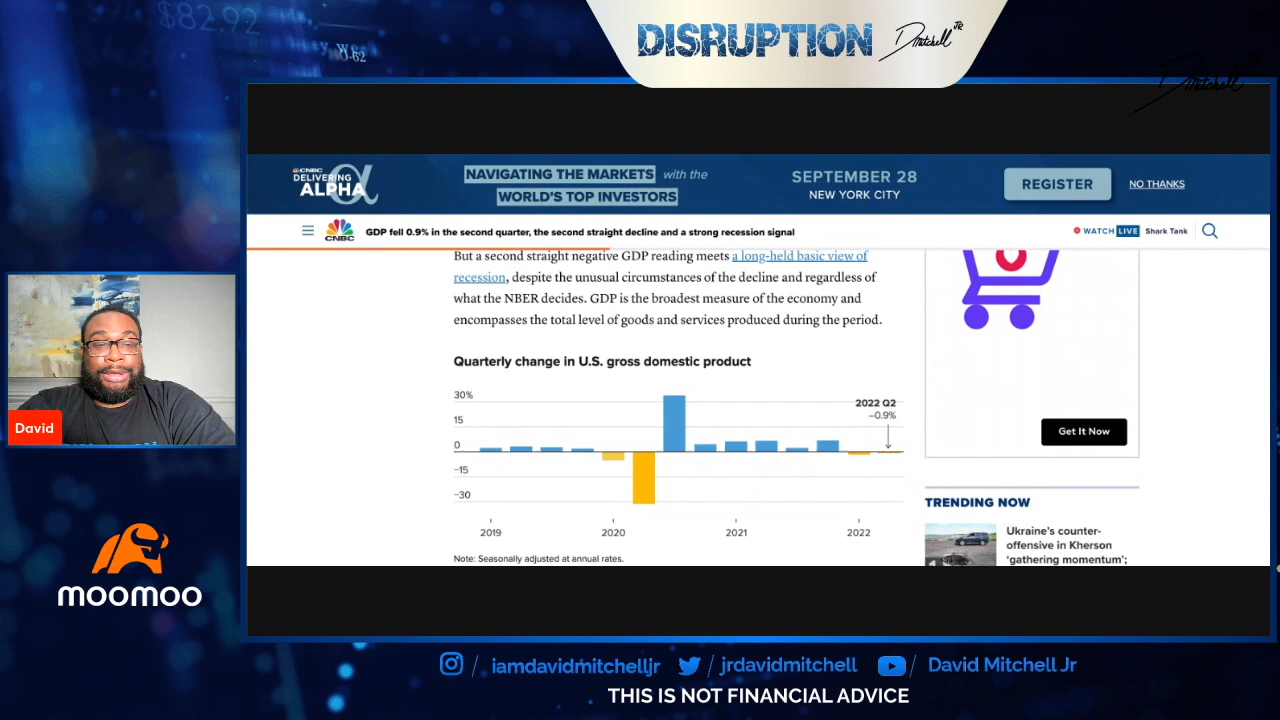 $82.92
DISRUPTION
DMitchell JR
DMitchell
CNBC
DELIVERING
ALPHA
NAVIGATING THE MARKETS with the
WORLD'S TOP INVESTORS
SEPTEMBER 28
NEW YORK CITY
REGISTER
NO THANKS
CNBC
GDP fell 0.9% in the second quarter, the second straight decline and a strong recession signal
WATCH LIVE Shark Tank
But a second straight negative GDP reading meets a long-held basic view of
recession, despite the unusual circumstances of the decline and regardless of
what the NBER decides. GDP is the broadest measure of the economy and
encompasses the total level of goods and services produced during the period.
Quarterly change in U.S. gross domestic product
30%
15
0
−15
−30
2022 Q2
−0.9%
2019
2020
2021
2022
Note: Seasonally adjusted at annual rates.
Get It Now
TRENDING NOW
Ukraine's counter-
offensive in Kherson
'gathering momentum';
David
moomoo
/ iamdavidmitchelljr
/ jrdavidmitchell
/ David Mitchell Jr
THIS IS NOT FINANCIAL ADVICE